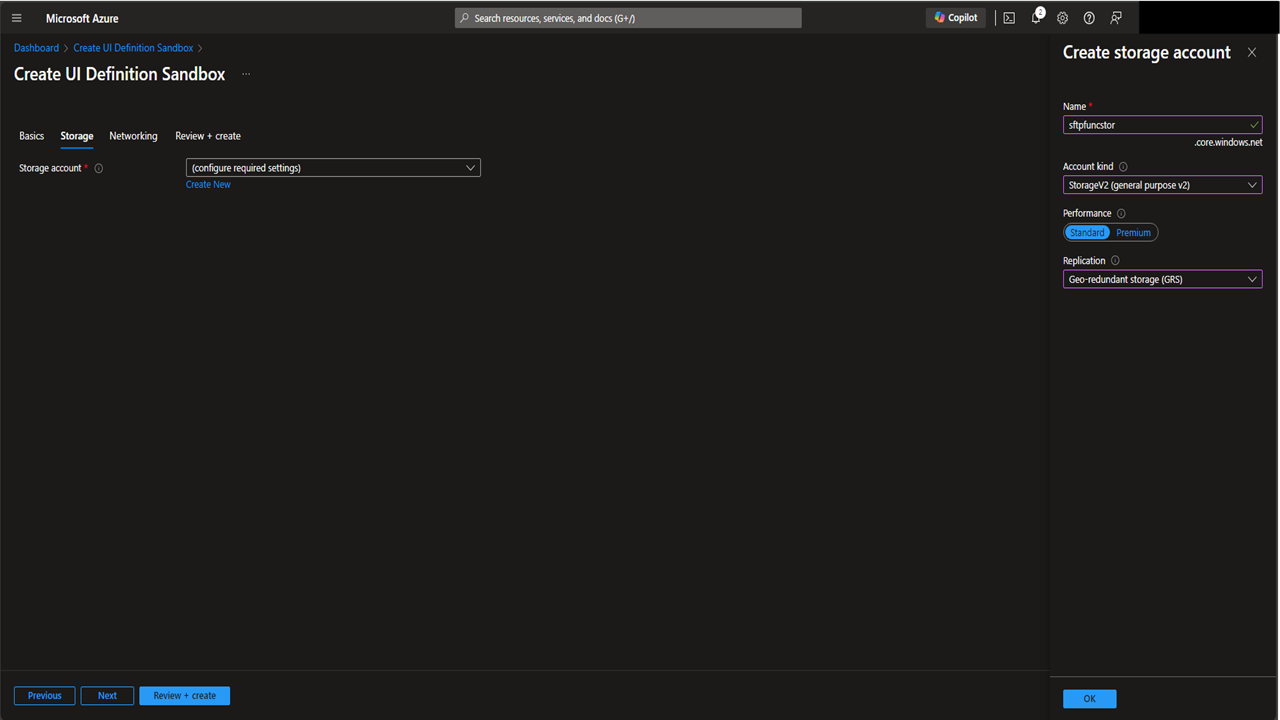 Microsoft Azure
Search resources, services, and docs (G+/)
Copilot
2
Dashboard > Create UI Definition Sandbox >
Create UI Definition Sandbox ...
Basics Storage Networking Review + create
Storage account * (configure required settings)
Create New
Previous Next Review + create
Create storage account
Name *
sftpfuncstor
.core.windows.net
Account kind
StorageV2 (general purpose v2)
Performance
Standard Premium
Replication
Geo-redundant storage (GRS)
OK